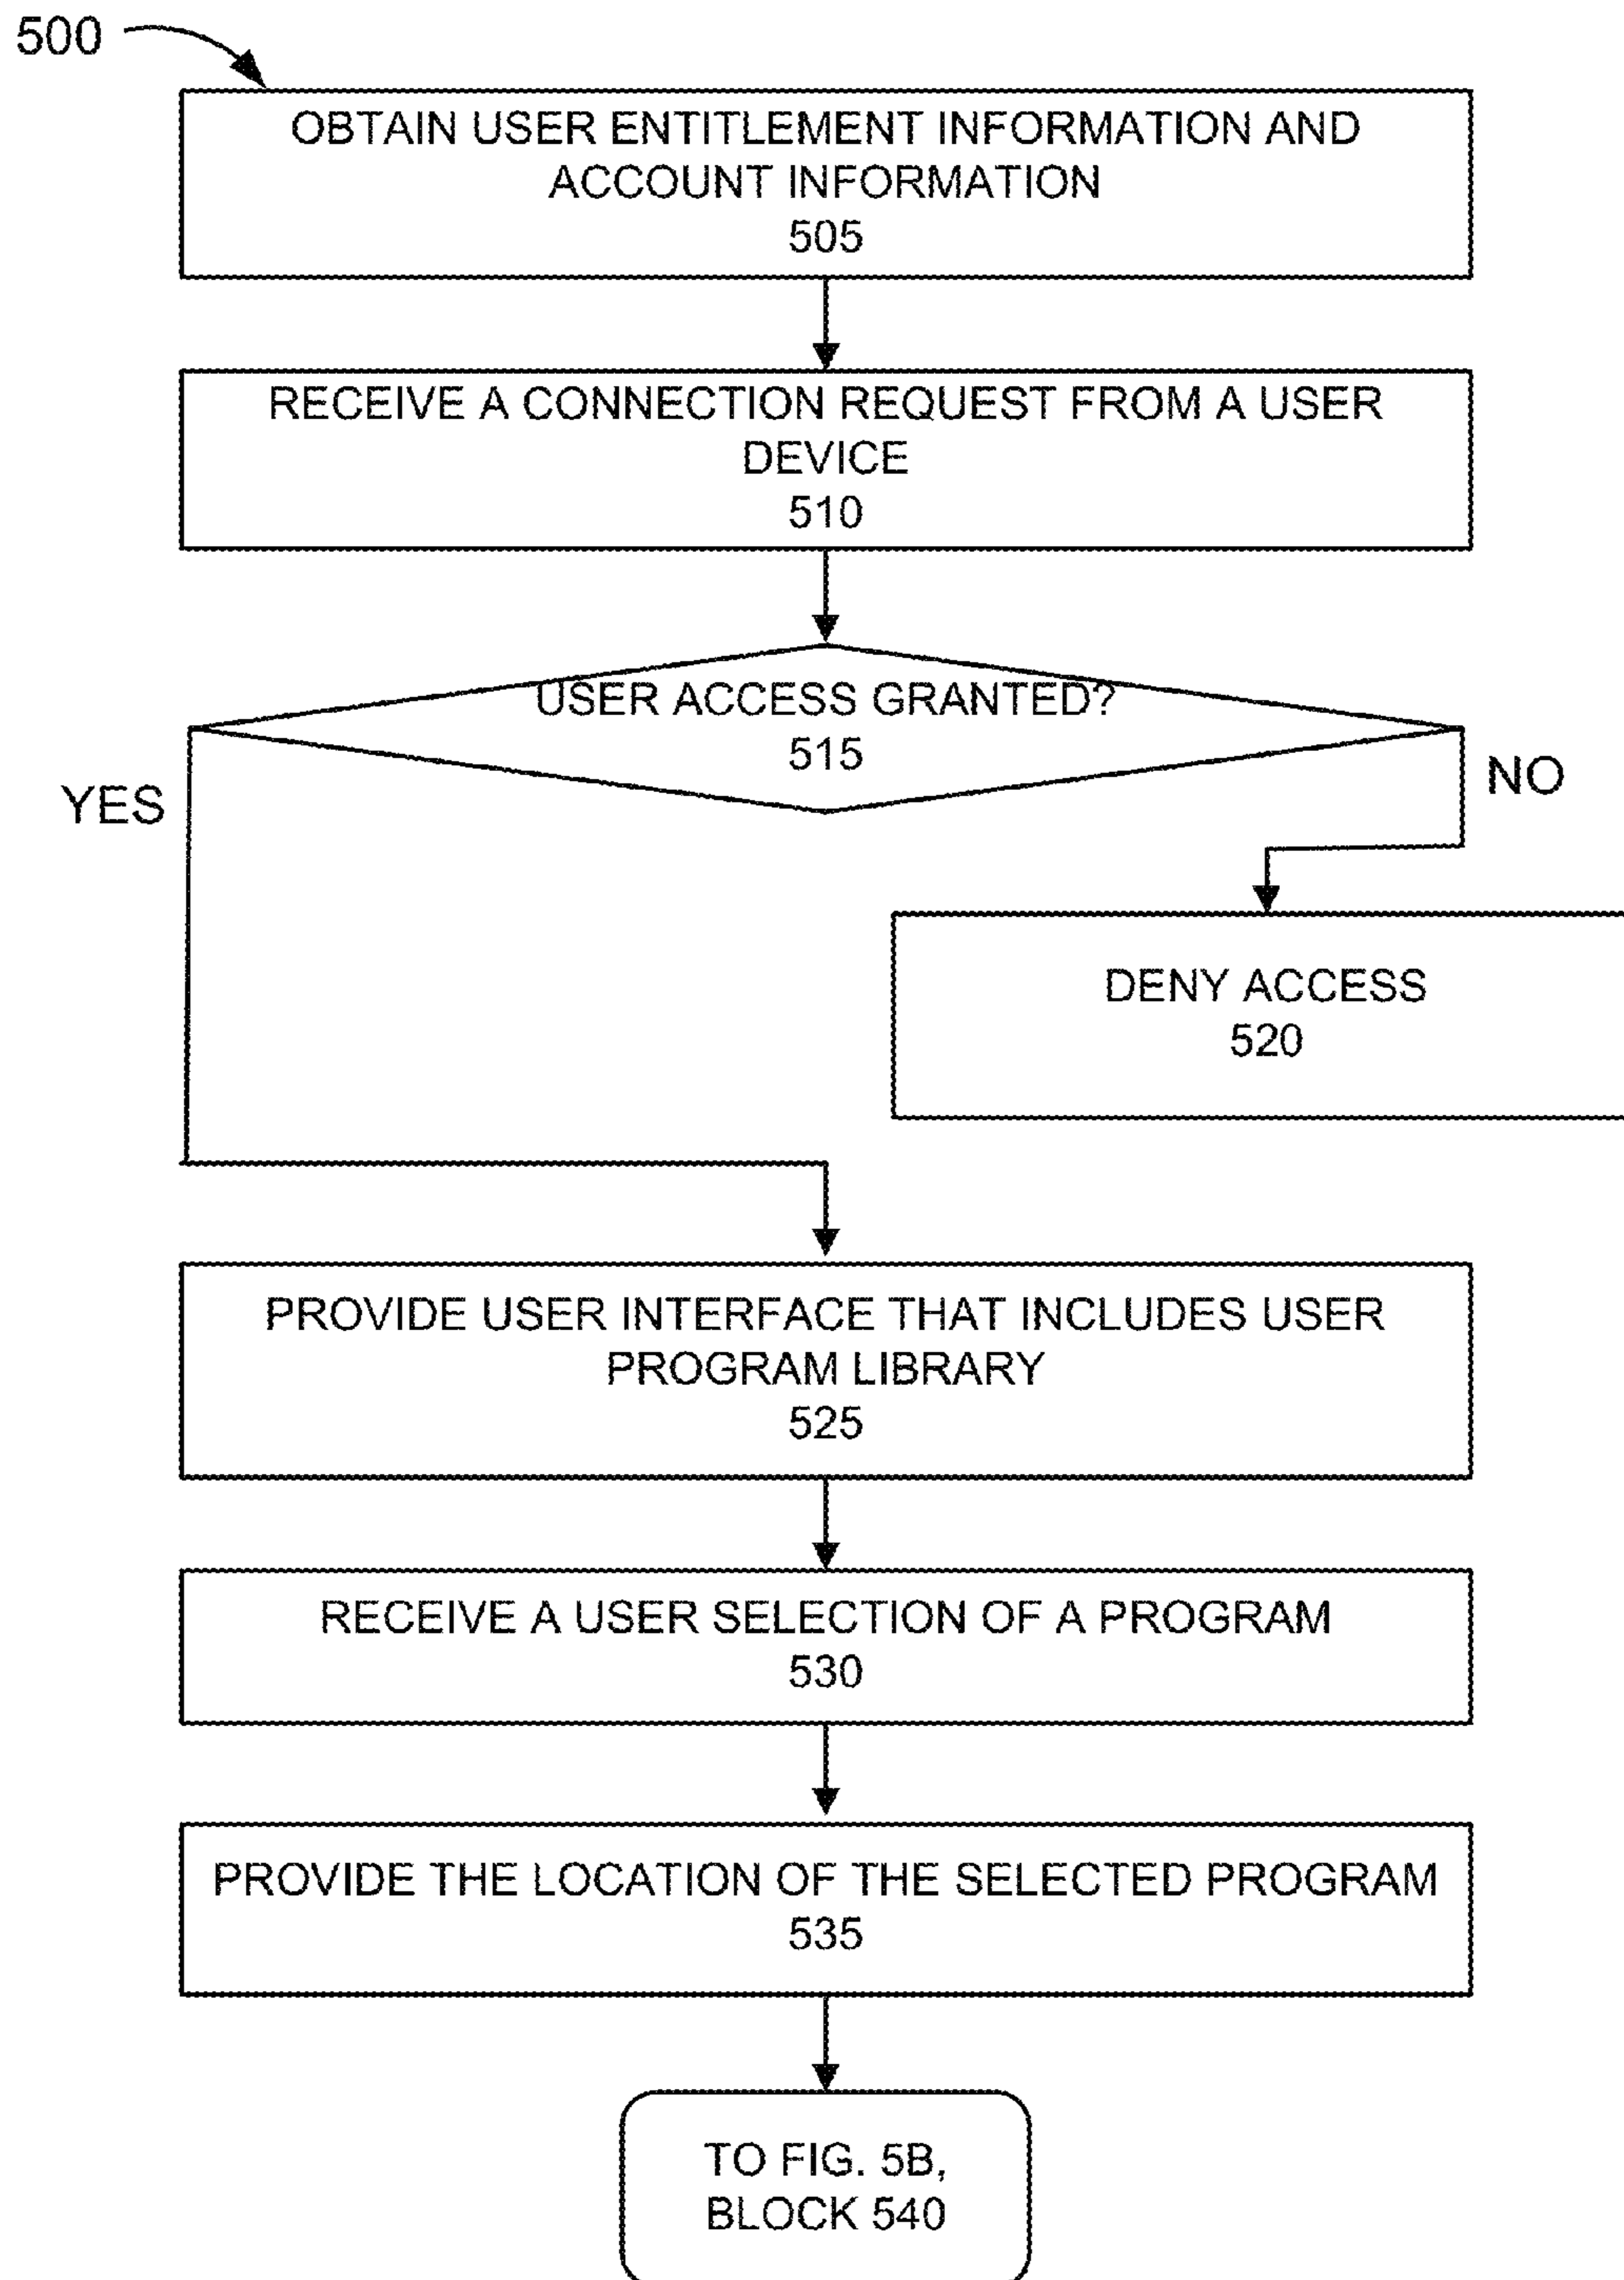 500
OBTAIN USER ENTITLEMENT INFORMATION AND
ACCOUNT INFORMATION
505
RECEIVE A CONNECTION REQUEST FROM A USER
DEVICE
510
USER ACCESS GRANTED?
515
YES
NO
DENY ACCESS
520
PROVIDE USER INTERFACE THAT INCLUDES USER
PROGRAM LIBRARY
525
RECEIVE A USER SELECTION OF A PROGRAM
530
PROVIDE THE LOCATION OF THE SELECTED PROGRAM
535
TO FIG. 5B,
BLOCK 540